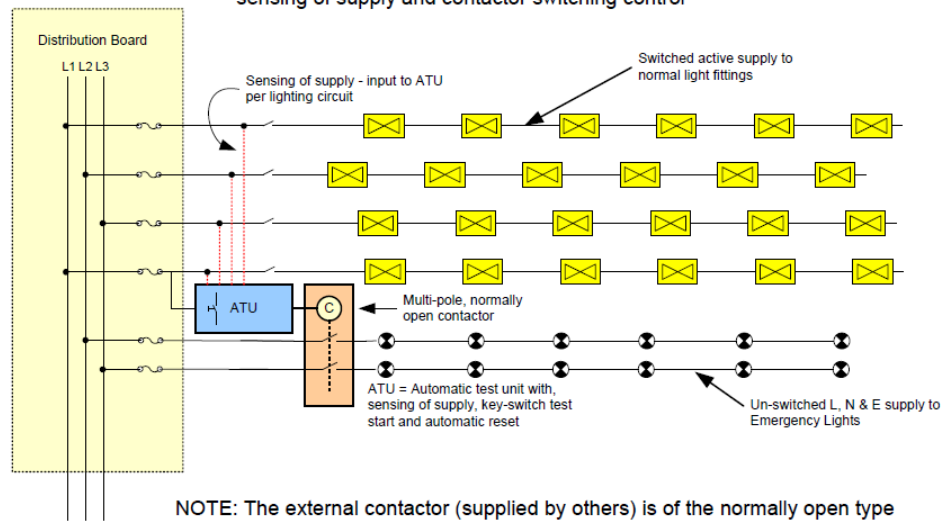 sensing of supply and contactor switching control
Distribution Board
L1 L2 L3
Sensing of supply - input to ATU
per lighting circuit
Switched active supply to
normal light fittings
ATU
C
Multi-pole, normally
open contactor
ATU = Automatic test unit with,
sensing of supply, key-switch test
start and automatic reset
Un-switched L, N & E supply to
Emergency Lights
NOTE: The external contactor (supplied by others) is of the normally open type